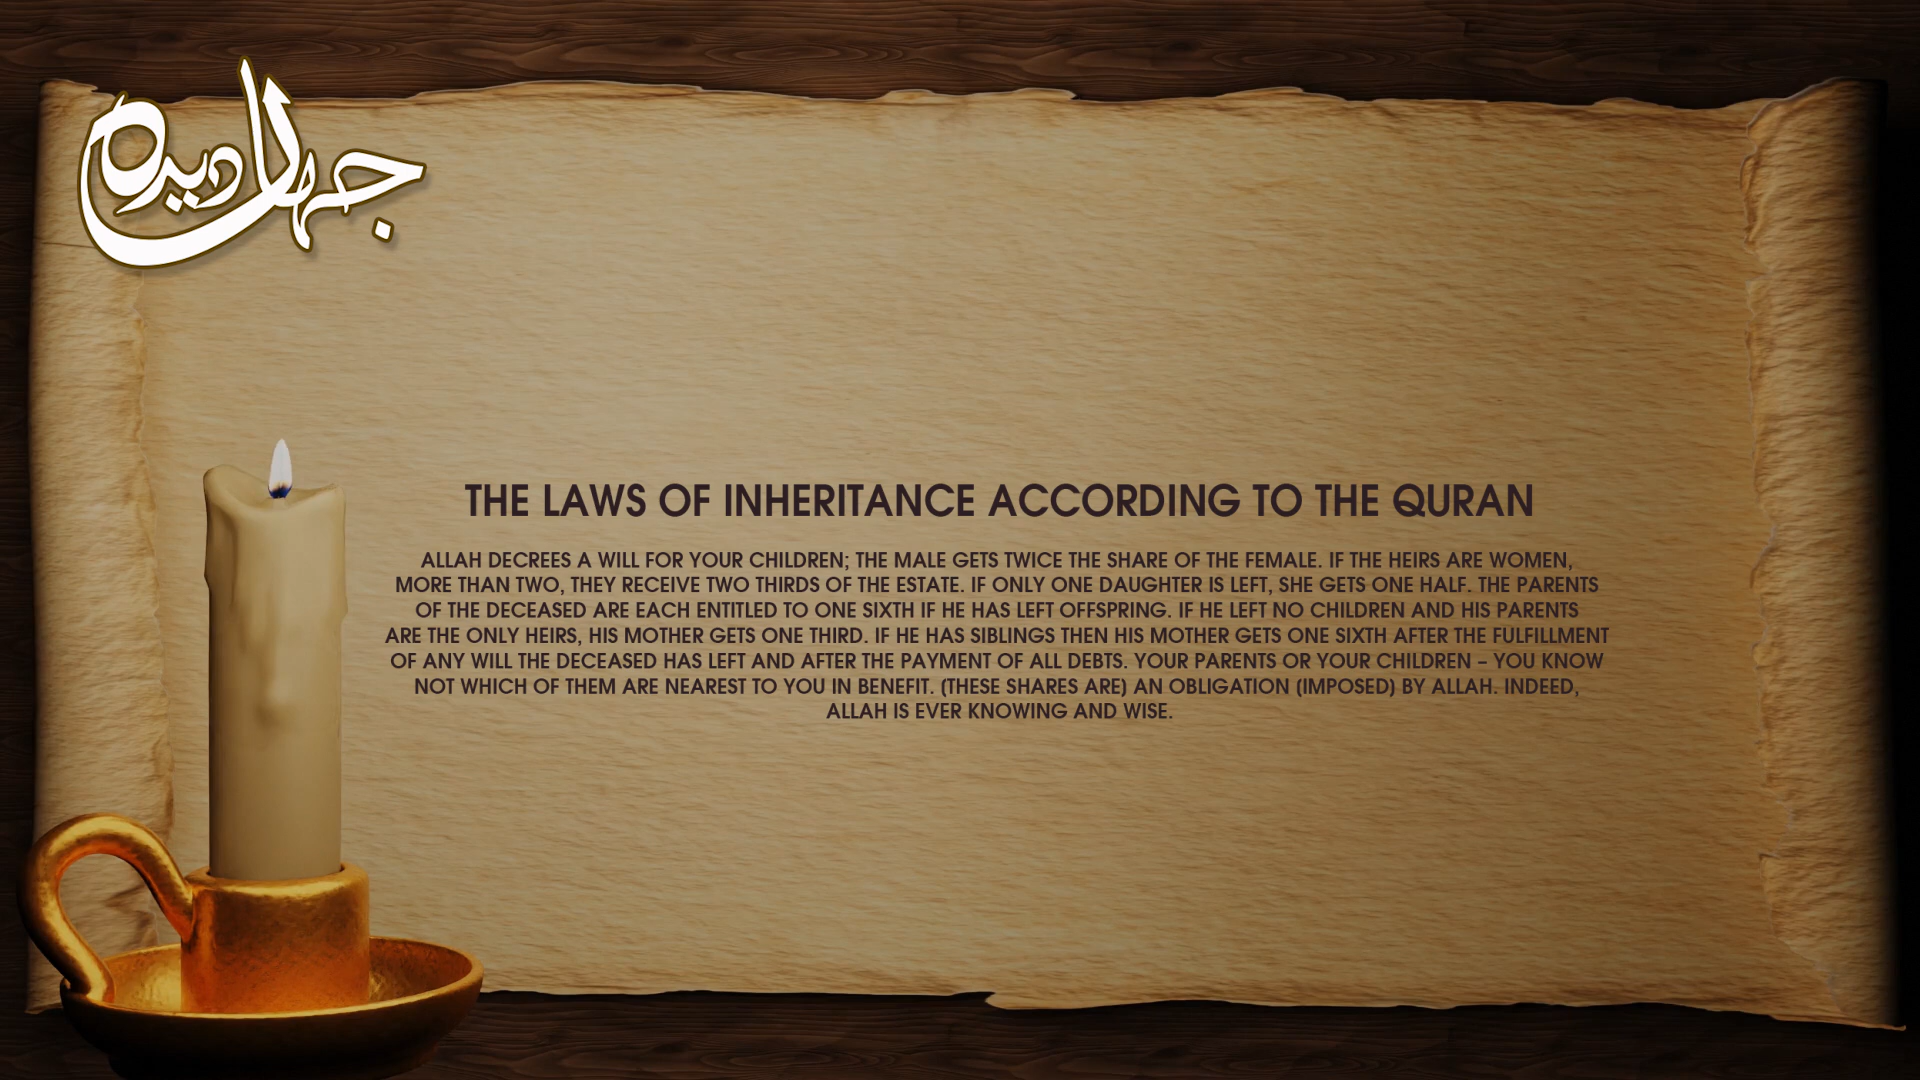 جهان دیده
THE LAWS OF INHERITANCE ACCORDING TO THE QURAN
ALLAH DECREES A WILL FOR YOUR CHILDREN; THE MALE GETS TWICE THE SHARE OF THE FEMALE. IF THE HEIRS ARE WOMEN,
MORE THAN TWO, THEY RECEIVE TWO THIRDS OF THE ESTATE. IF ONLY ONE DAUGHTER IS LEFT, SHE GETS ONE HALF. THE PARENTS
OF THE DECEASED ARE EACH ENTITLED TO ONE SIXTH IF HE HAS LEFT OFFSPRING. IF HE LEFT NO CHILDREN AND HIS PARENTS
ARE THE ONLY HEIRS, HIS MOTHER GETS ONE THIRD. IF HE HAS SIBLINGS THEN HIS MOTHER GETS ONE SIXTH AFTER THE FULFILLMENT
OF ANY WILL THE DECEASED HAS LEFT AND AFTER THE PAYMENT OF ALL DEBTS. YOUR PARENTS OR YOUR CHILDREN – YOU KNOW
NOT WHICH OF THEM ARE NEAREST TO YOU IN BENEFIT. (THESE SHARES ARE) AN OBLIGATION (IMPOSED) BY ALLAH. INDEED,
ALLAH IS EVER KNOWING AND WISE.